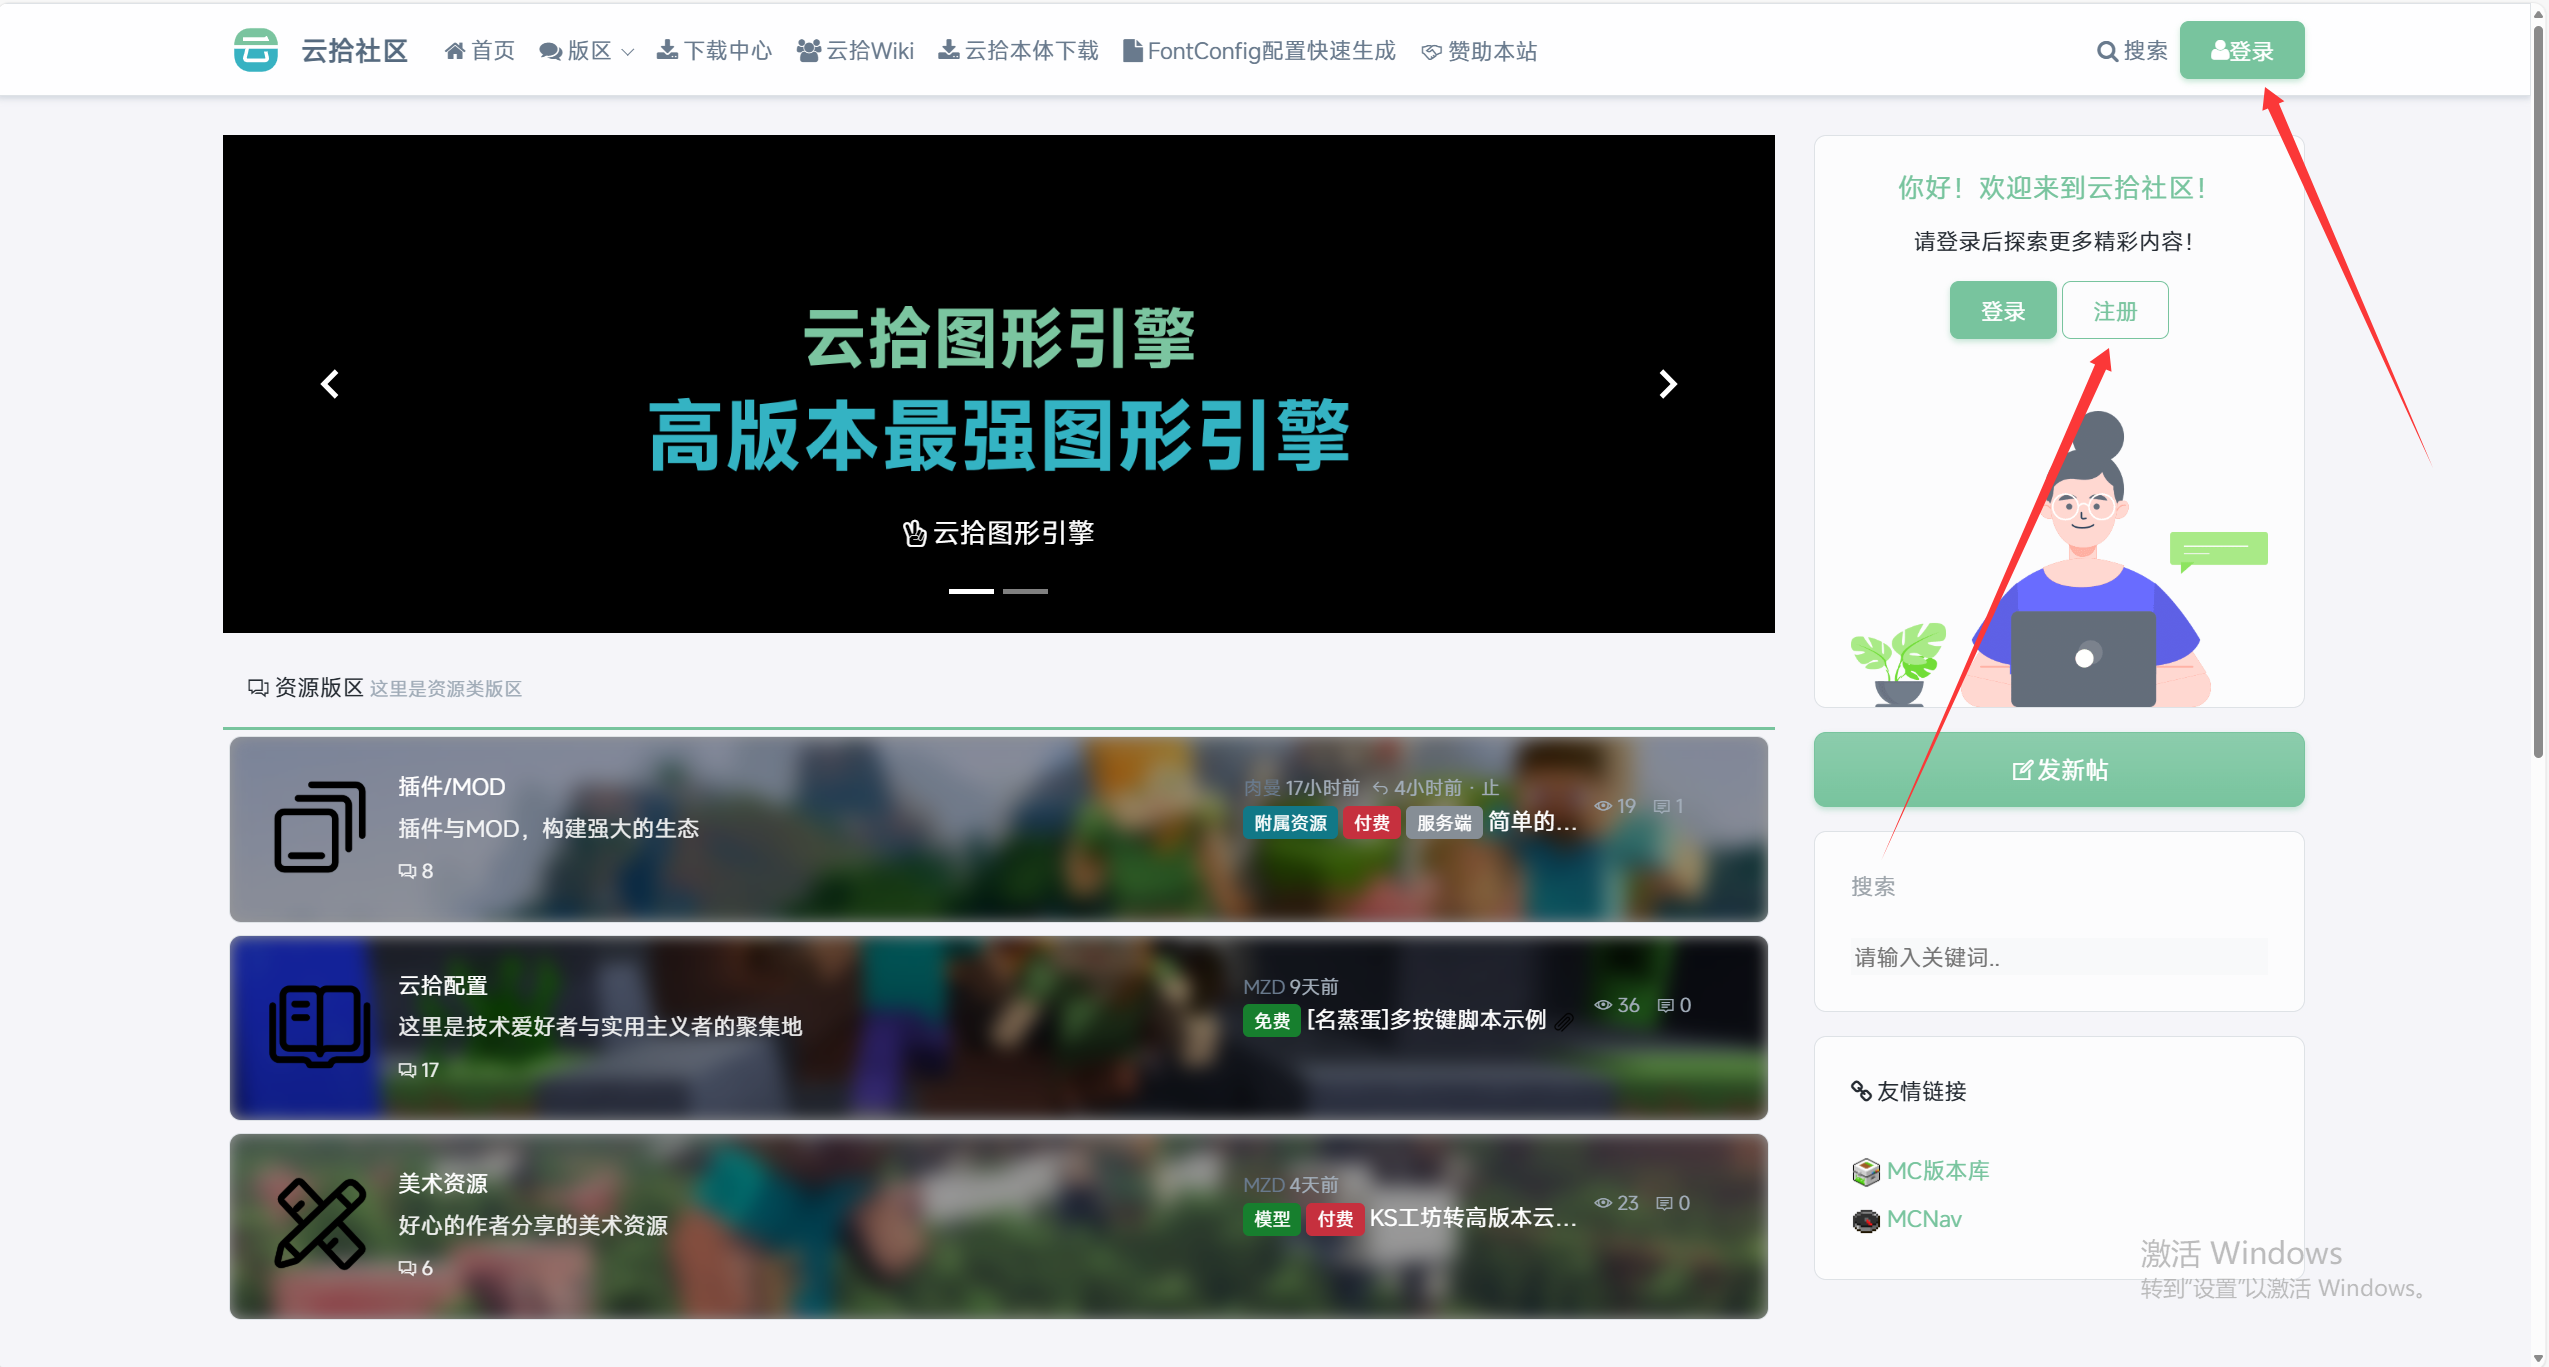 云拾社区 首页 版区 下载中心 云拾Wiki 云拾本体下载 FontConfig配置快速生成 赞助本站 搜索 登录
云拾图形引擎
高版本最强图形引擎
云拾图形引擎
你好！欢迎来到云拾社区！
请登录后探索更多精彩内容！
登录 注册
资源版区 这里是资源类版区
插件/MOD
插件与MOD，构建强大的生态
8
肉曼 17小时前 4小时前 · 止
附属资源 付费 服务端 简单的...
19 1
云拾配置
这里是技术爱好者与实用主义者的聚集地
17
MZD 9天前
免费 [名蒸蛋]多按键脚本示例
36 0
美术资源
好心的作者分享的美术资源
6
MZD 4天前
模型 付费 KS工坊转高版本云...
23 0
发新帖
搜索
请输入关键词..
友情链接
MC版本库
MCNav
激活 Windows
转到“设置”以激活 Windows。